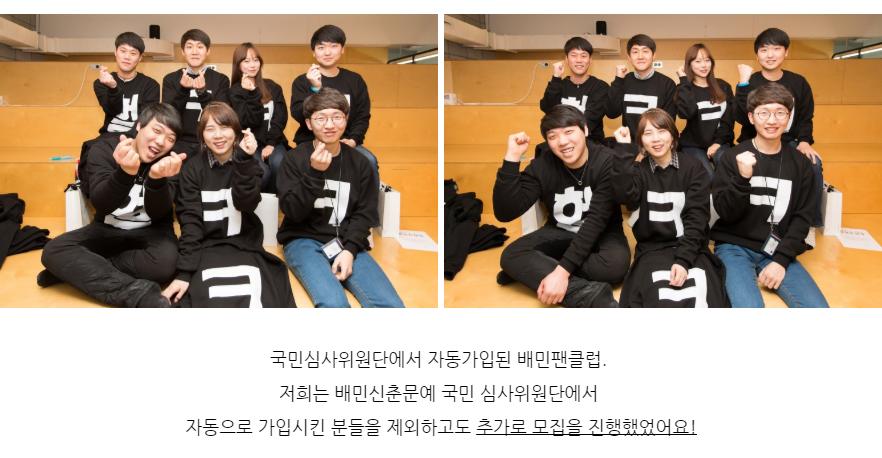 ㅋ ㅋ
ㅋ
ㅋ ㅋ
ㅋ ㅋ
ㅋ
국민심사위원단에서 자동가입된 배민팬클럽.
저희는 배민신춘문예 국민 심사위원단에서
자동으로 가입시킨 분들을 제외하고도 추가로 모집을 진행했었어요!